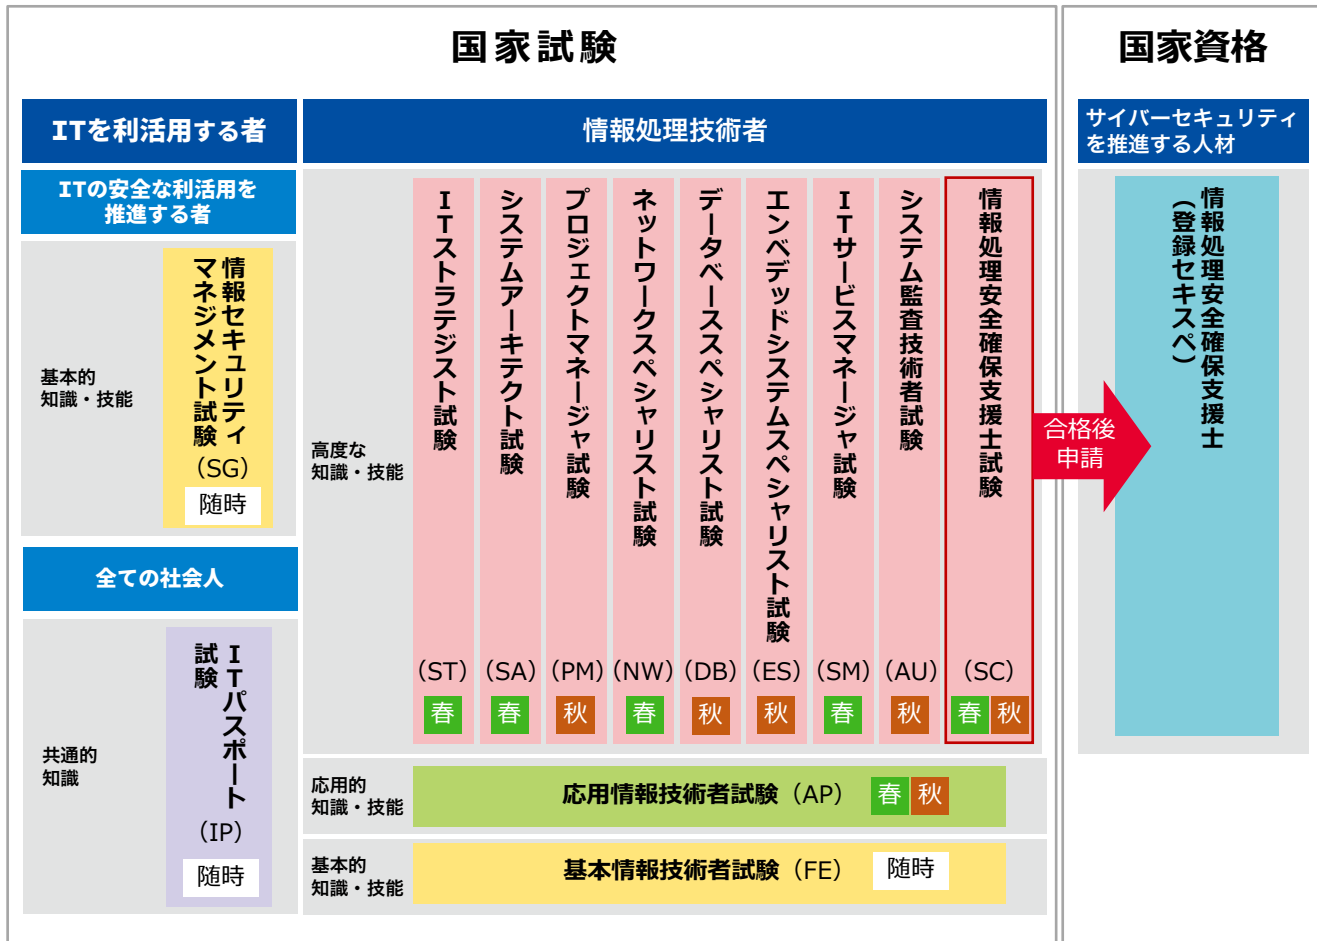 国家試験
国家資格
ITを利活用する者
情報処理技術者
サイバーセキュリティ
を推進する人材
ITの安全な利活用を
推進する者
基本的
知識・技能
情報セキュリティ
マネジメント試験
(SG)
随時
全ての社会人
共通的
知識
ITパスポート
試験
(IP)
随時
高度な
知識・技能
ITストラテジスト試験
(ST)
春
システムアーキテクト試験
(SA)
春
プロジェクトマネージャ試験
(PM)
秋
ネットワークスペシャリスト試験
(NW)
春
データベーススペシャリスト試験
(DB)
秋
エンベデッドシステムスペシャリスト試験
(ES)
秋
ITサービスマネージャ試験
(SM)
春
システム監査技術者試験
(AU)
秋
情報処理安全確保支援士試験
(SC)
春 秋
合格後
申請
情報処理安全確保支援士
(登録セキスペ)
応用的
知識・技能
応用情報技術者試験(AP) 春 秋
基本的
知識・技能
基本情報技術者試験(FE) 随時